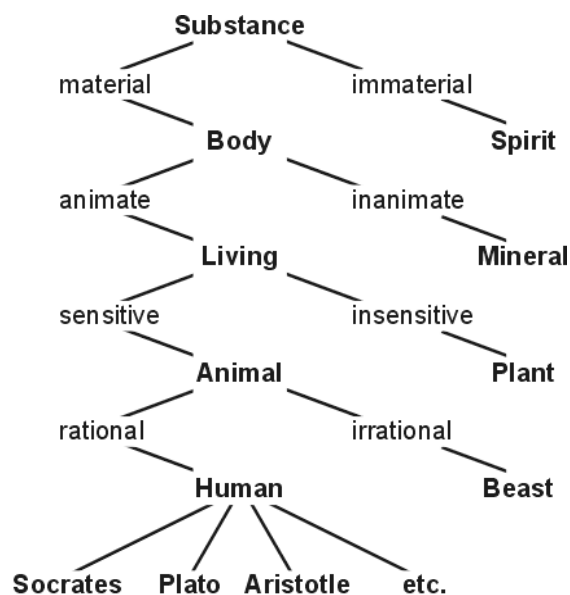 Substance
material immaterial
Body Spirit
animate inanimate
Living Mineral
sensitive insensitive
Animal Plant
rational irrational
Human Beast
Socrates Plato Aristotle etc.